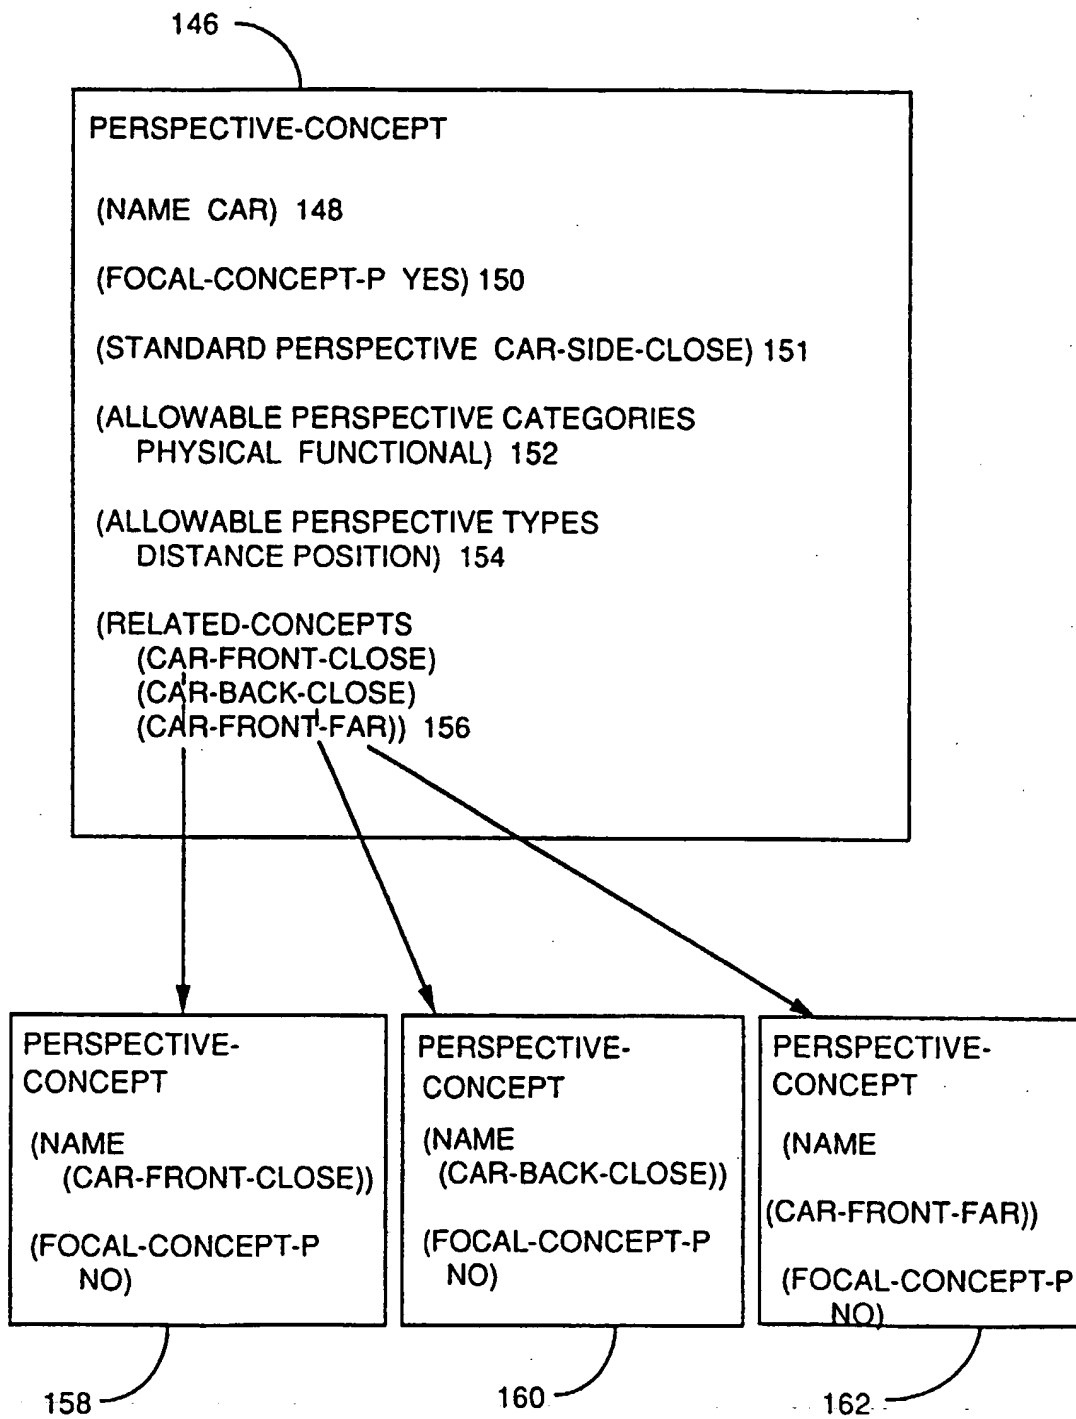 146
PERSPECTIVE-CONCEPT
(NAME CAR) 148
(FOCAL-CONCEPT-P YES) 150
(STANDARD PERSPECTIVE CAR-SIDE-CLOSE) 151
(ALLOWABLE PERSPECTIVE CATEGORIES
PHYSICAL FUNCTIONAL) 152
(ALLOWABLE PERSPECTIVE TYPES
DISTANCE POSITION) 154
(RELATED-CONCEPTS
(CAR-FRONT-CLOSE)
(CAR-BACK-CLOSE)
(CAR-FRONT-FAR)) 156
PERSPECTIVE-
CONCEPT
(NAME
(CAR-FRONT-CLOSE))
(FOCAL-CONCEPT-P
NO)
158
PERSPECTIVE-
CONCEPT
(NAME
(CAR-BACK-CLOSE))
(FOCAL-CONCEPT-P
NO)
160
PERSPECTIVE-
CONCEPT
(NAME
(CAR-FRONT-FAR))
(FOCAL-CONCEPT-P
NO)
162